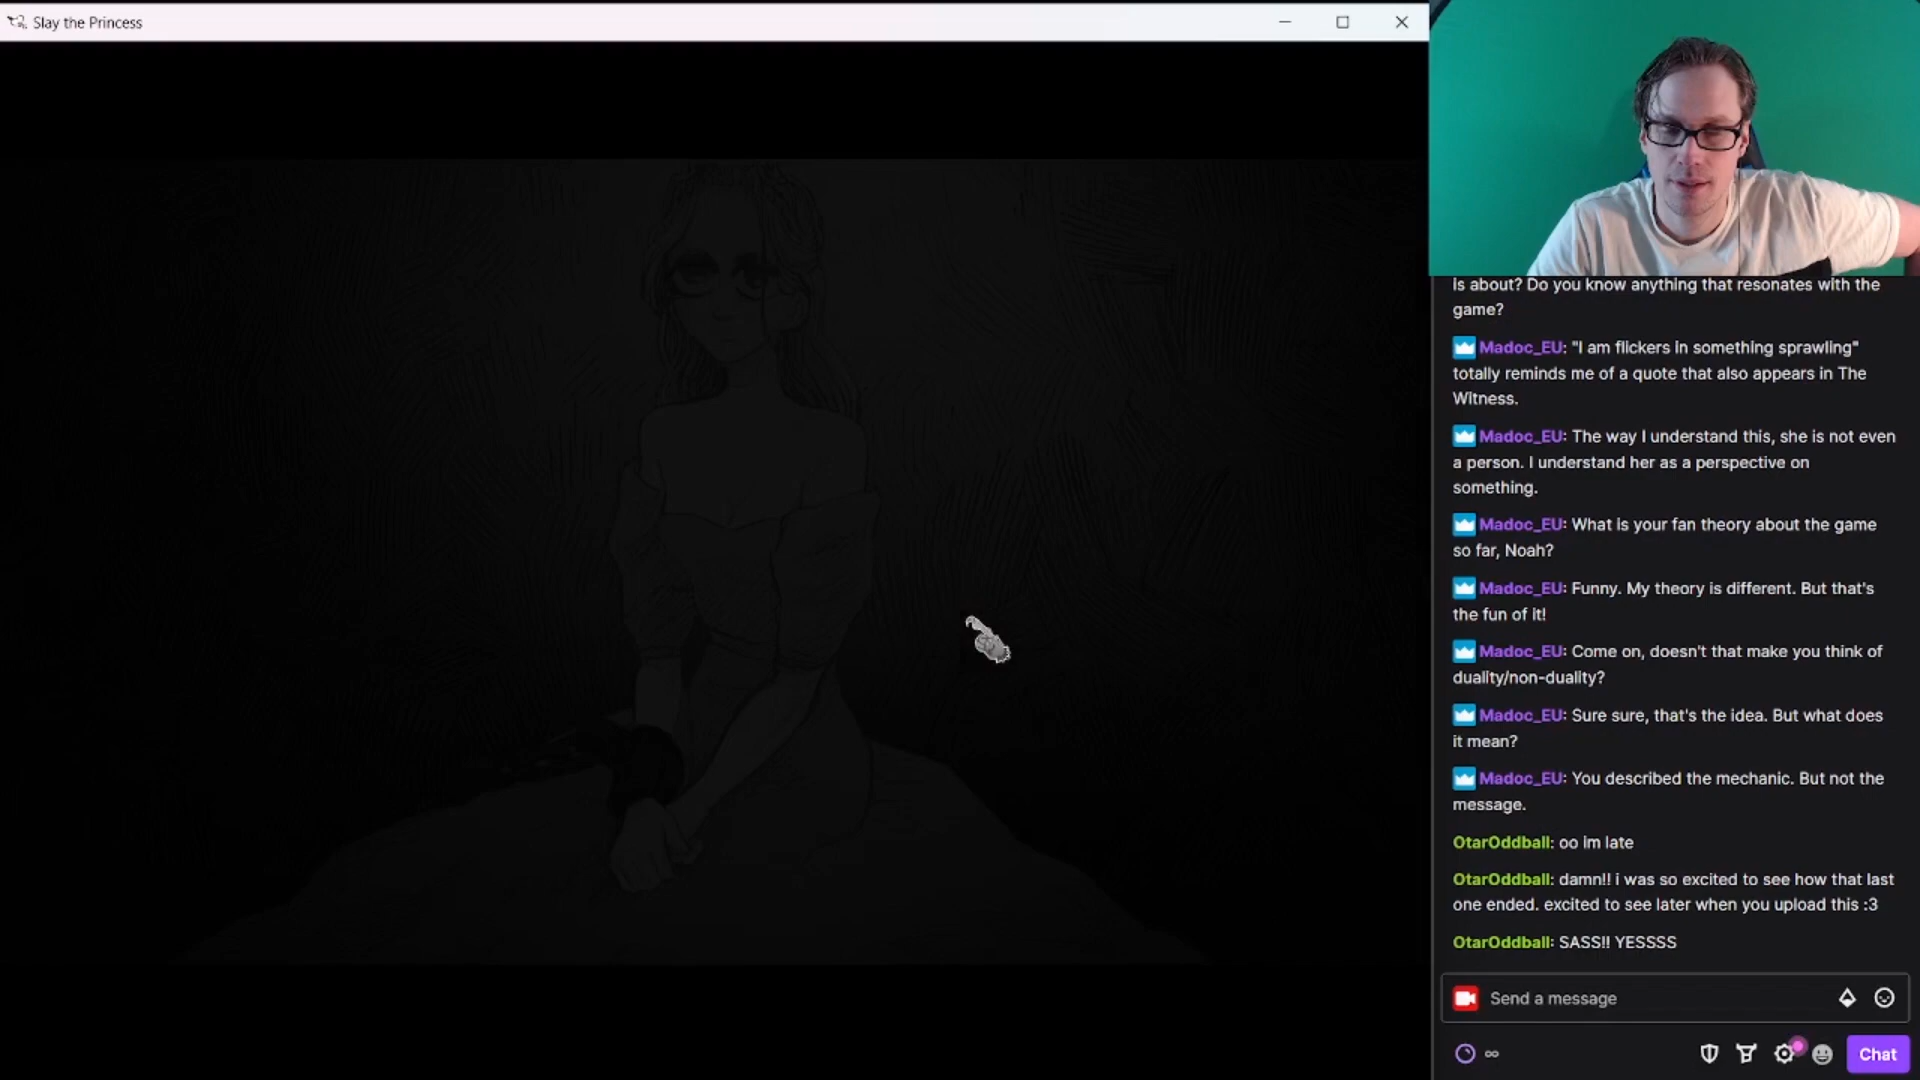 Slay the Princess
is about? Do you know anything that resonates with the
game?
Madoc_EU: "I am flickers in something sprawling"
totally reminds me of a quote that also appears in The
Witness.
Madoc_EU: The way I understand this, she is not even
a person. I understand her as a perspective on
something.
Madoc_EU: What is your fan theory about the game
so far, Noah?
Madoc_EU: Funny. My theory is different. But that's
the fun of it!
Madoc_EU: Come on, doesn't that make you think of
duality/non-duality?
Madoc_EU: Sure sure, that's the idea. But what does
it mean?
Madoc_EU: You described the mechanic. But not the
message.
OtarOddball: oo im late
OtarOddball: damn!! i was so excited to see how that last
one ended. excited to see later when you upload this :3
OtarOddball: SASS!! YESSSS
Send a message
∞
Chat